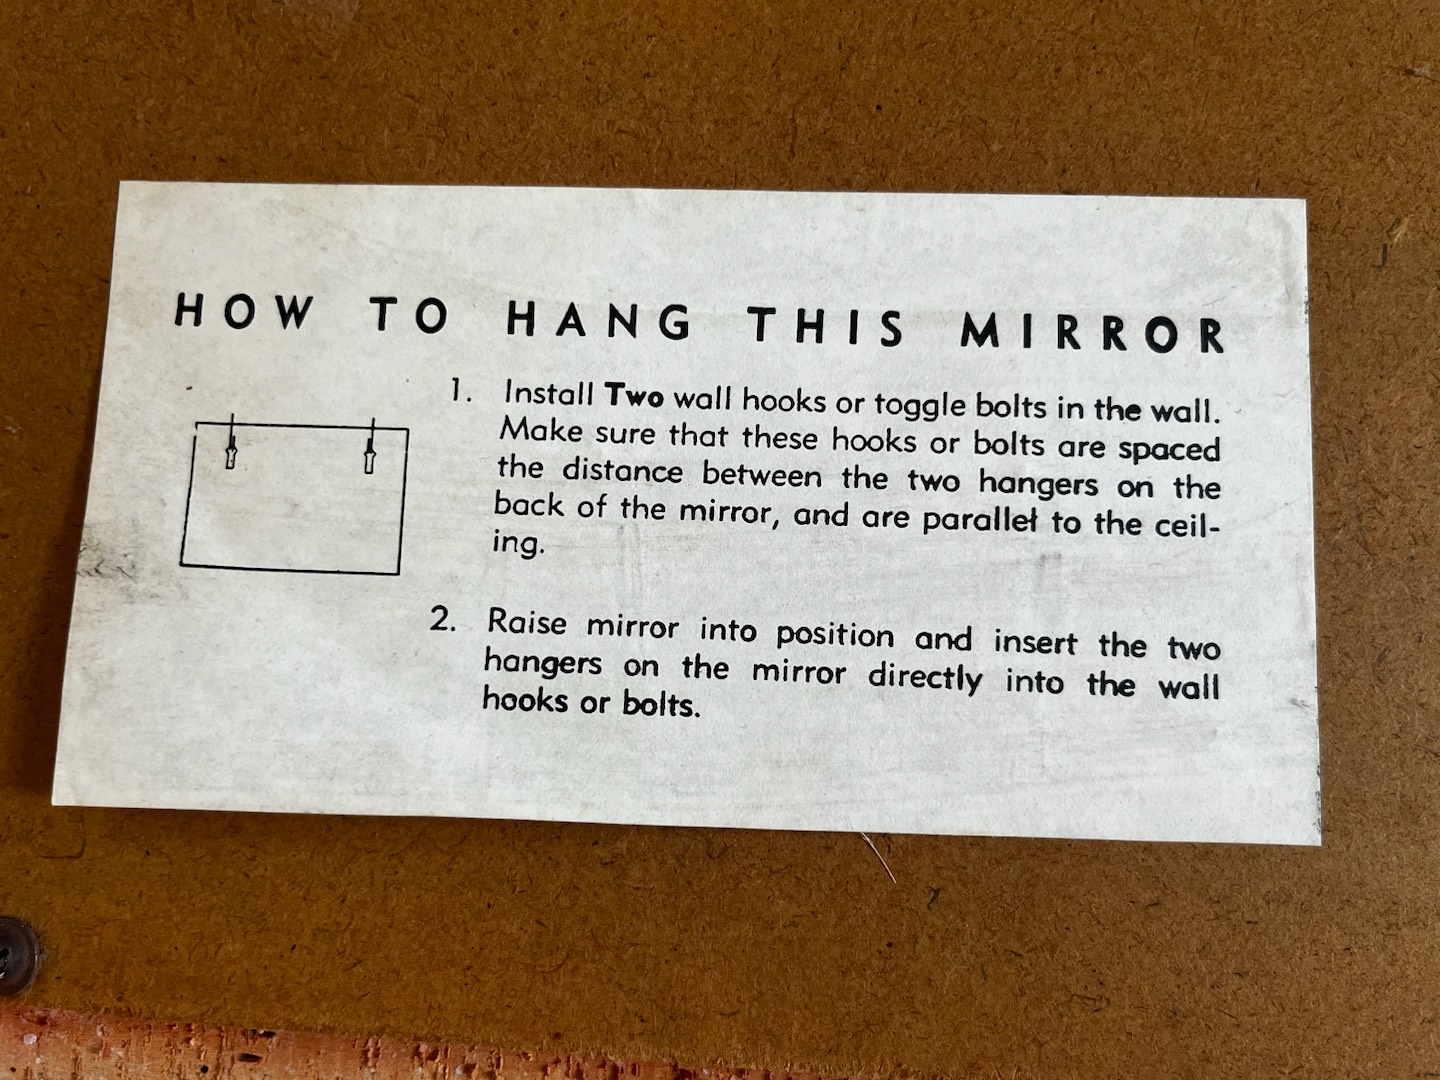 HOW TO HANG THIS MIRROR
1. Install Two wall hooks or toggle bolts in the wall.
Make sure that these hooks or bolts are spaced
the distance between the two hangers on the
back of the mirror, and are parallel to the ceil-
ing.
2. Raise mirror into position and insert the two
hangers on the mirror directly into the wall
hooks or bolts.